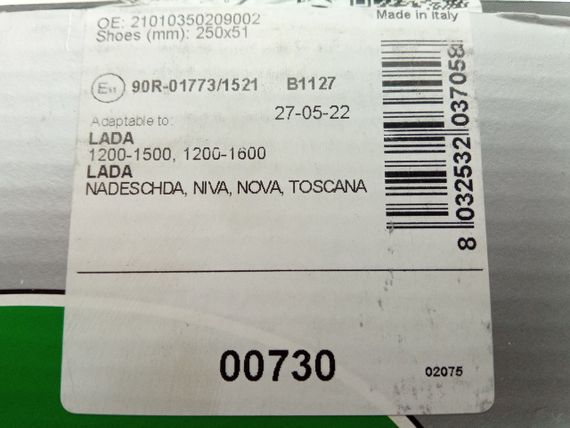 OE: 21010350209002
Made in Italy
Shoes (mm): 250x51
90R-01773/1521 B1127
27-05-22
Adaptable to:
LADA
1200-1500, 1200-1600
LADA
NADESCHDA, NIVA, NOVA, TOSCANA
8 032532 037058
00730
02075